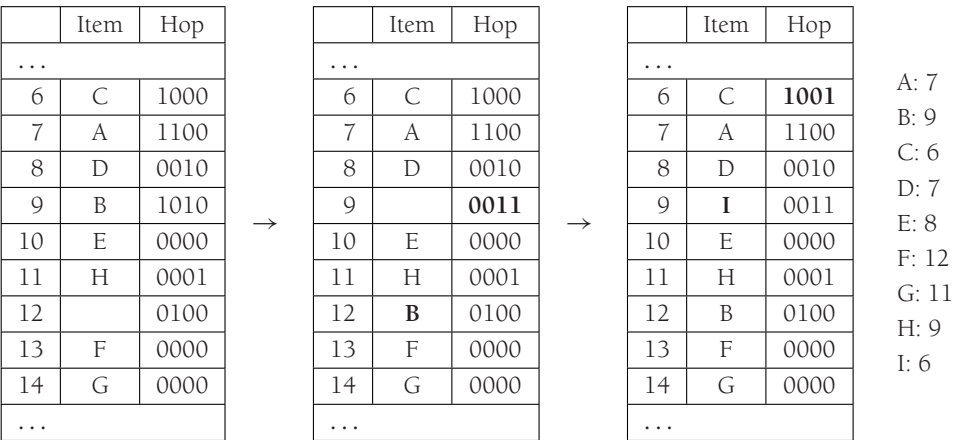 Item Hop
...
6 C 1000
7 A 1100
8 D 0010
9 B 1010
10 E 0000
11 H 0001
12 0100
13 F 0000
14 G 0000
...
→
Item Hop
...
6 C 1000
7 A 1100
8 D 0010
9 0011
10 E 0000
11 H 0001
12 B 0100
13 F 0000
14 G 0000
...
→
Item Hop
...
6 C 1001
7 A 1100
8 D 0010
9 I 0011
10 E 0000
11 H 0001
12 B 0100
13 F 0000
14 G 0000
...
A: 7
B: 9
C: 6
D: 7
E: 8
F: 12
G: 11
H: 9
I: 6